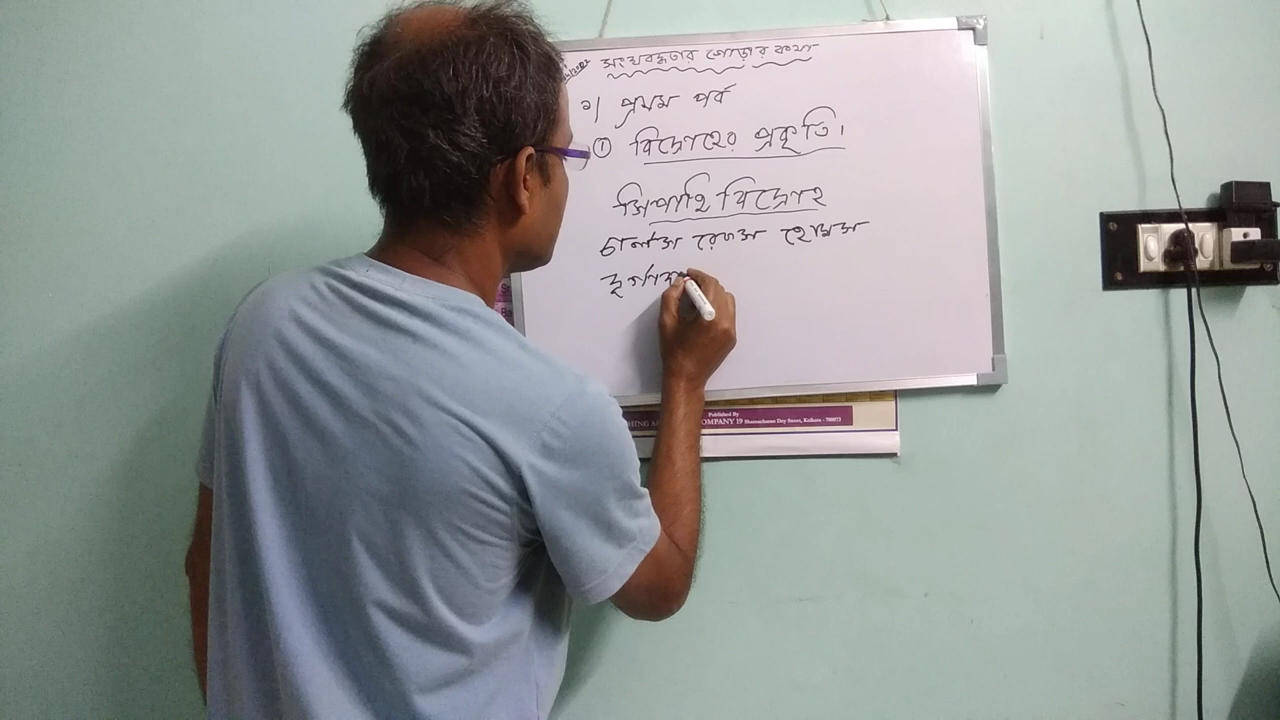 সংঘবদ্ধতার গোড়ার কথা
১| প্রথম পর্ব
① বিদ্রোহের প্রকৃতি।
সিপাহি বিদ্রোহ
চার্লস রেকস হোমস
Published By
COMPANY 19 Shamacharan Dey Street, Kolkata - 700073